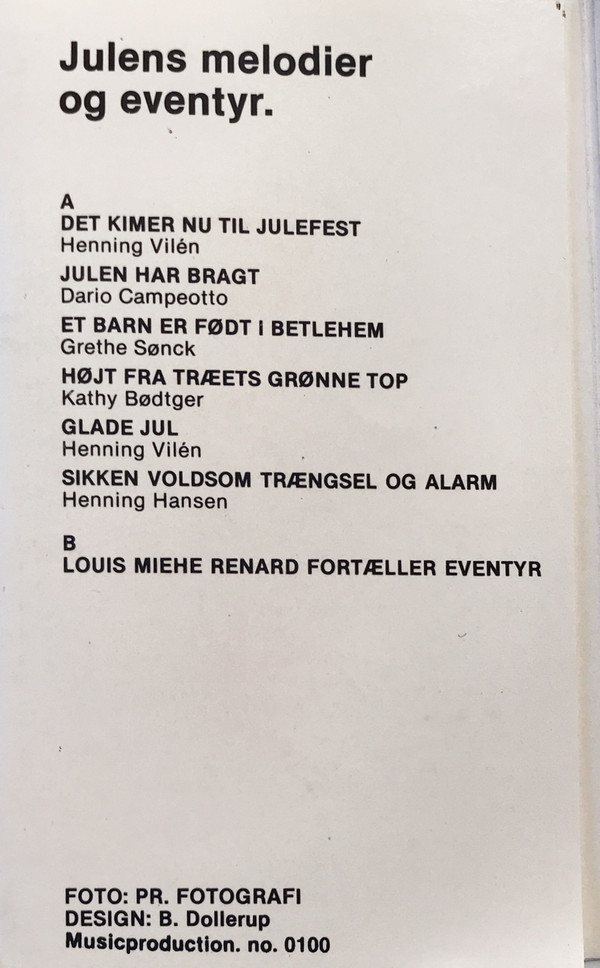 Julens melodier
og eventyr.
A
DET KIMER NU TIL JULEFEST
Henning Vilén
JULEN HAR BRAGT
Dario Campeotto
ET BARN ER FØDT i BETLEHEM
Grethe Sønck
HØJT FRA TRÆETS GRØNNE TOP
Kathy Bødtger
GLADE JUL
Henning Vilén
SIKKEN VOLDSOM TRÆNGSEL OG ALARM
Henning Hansen
B
LOUIS MIEHE RENARD FORTÆLLER EVENTYR
FOTO: PR. FOTOGRAFI
DESIGN: B. Dollerup
Musicproduction. no. 0100